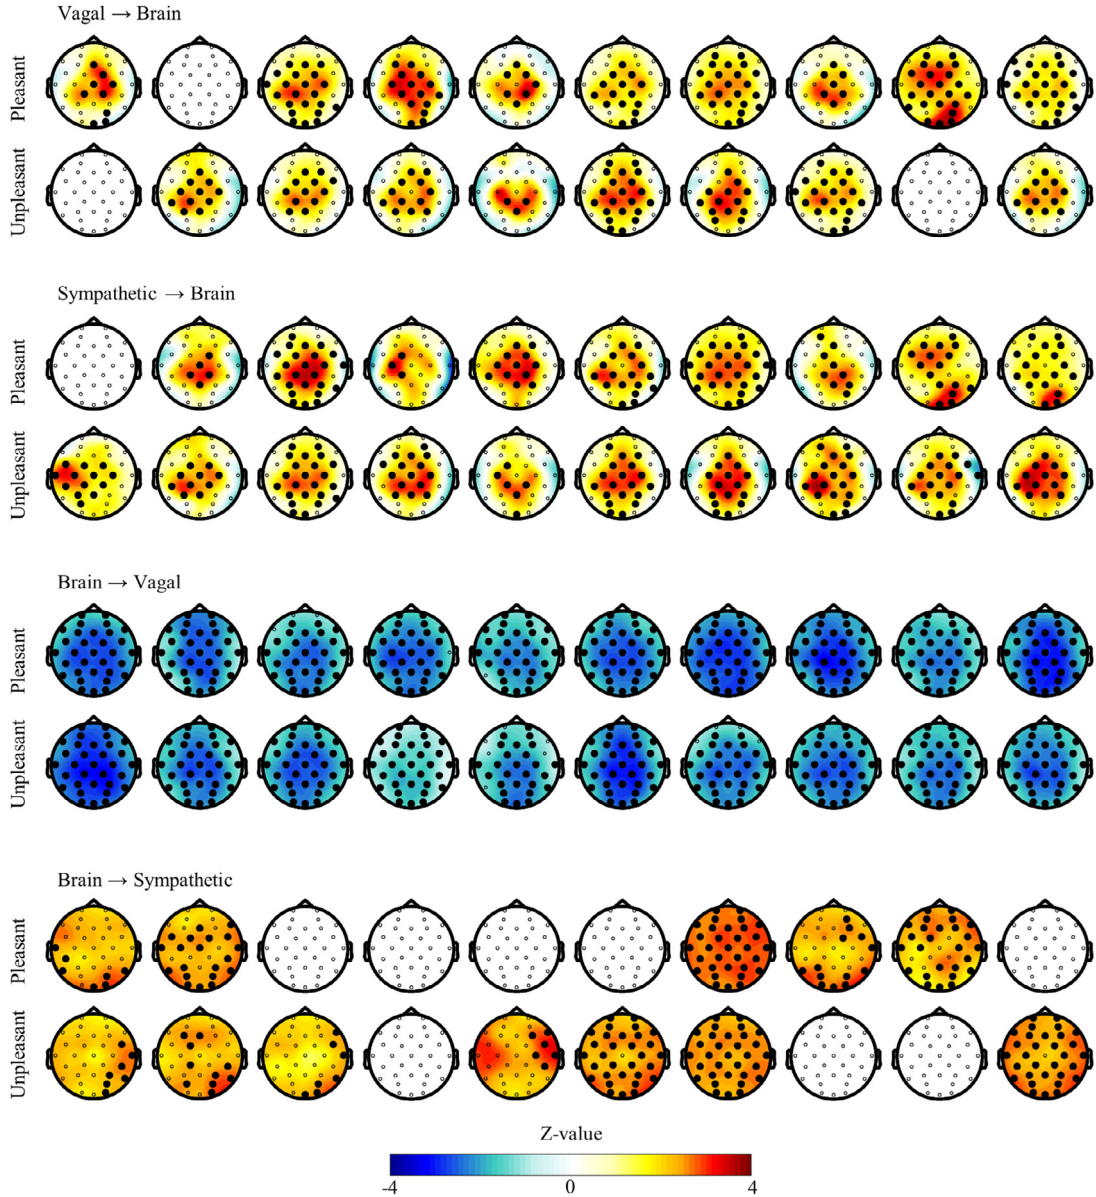 Vagal → Brain
Pleasant
Unpleasant
Sympathetic → Brain
Pleasant
Unpleasant
Brain → Vagal
Pleasant
Unpleasant
Brain → Sympathetic
Pleasant
Unpleasant
Z-value
-4 0 4